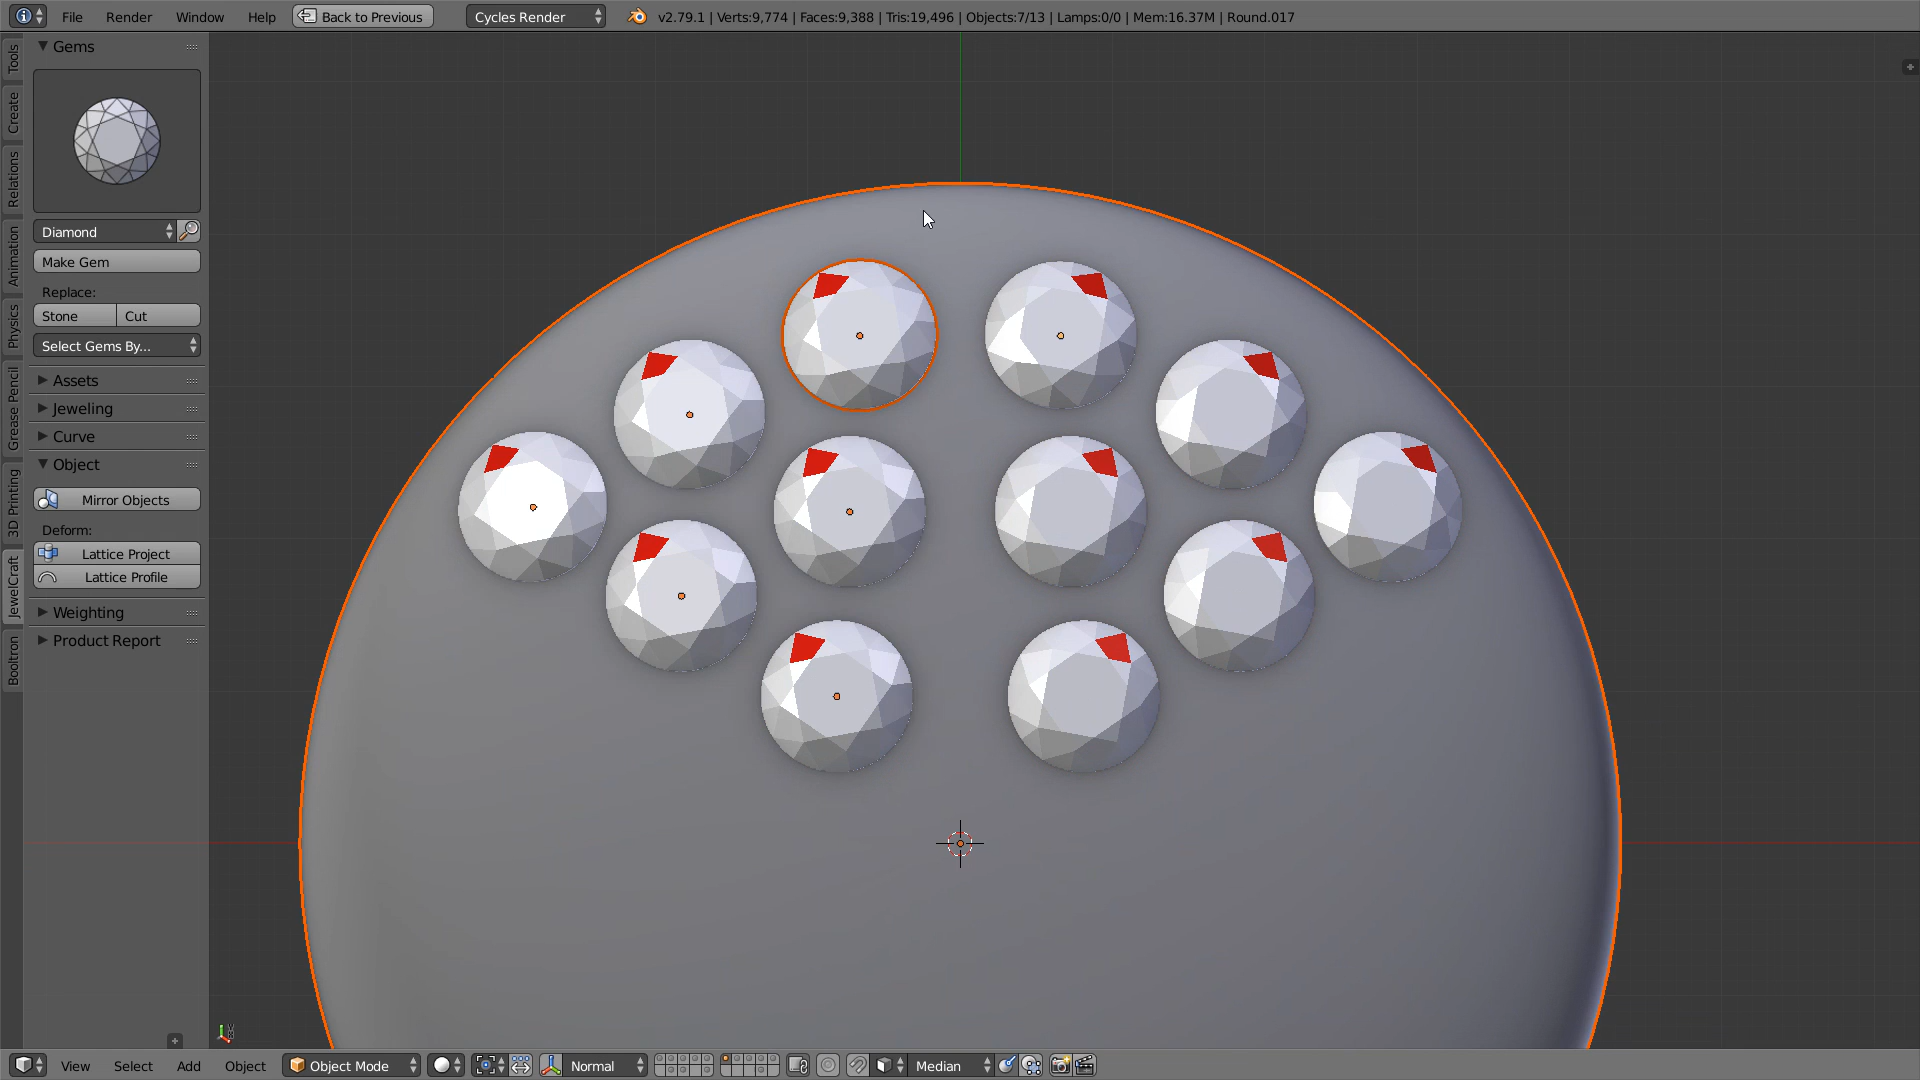 File Render Window Help Back to Previous Cycles Render v2.79.1 | Verts:9,774 | Faces:9,388 | Tris:19,496 | Objects:7/13 | Lamps:0/0 | Mem:16.37M | Round.017
Tools
Create
Relations
Animation
Physics
Grease Pencil
3D Printing
JewelCraft
Booltron
Gems
Diamond
Make Gem
Replace:
Stone Cut
Select Gems By...
Assets
Jeweling
Curve
Object
Mirror Objects
Deform:
Lattice Project
Lattice Profile
Weighting
Product Report
View Select Add Object Object Mode Normal Median